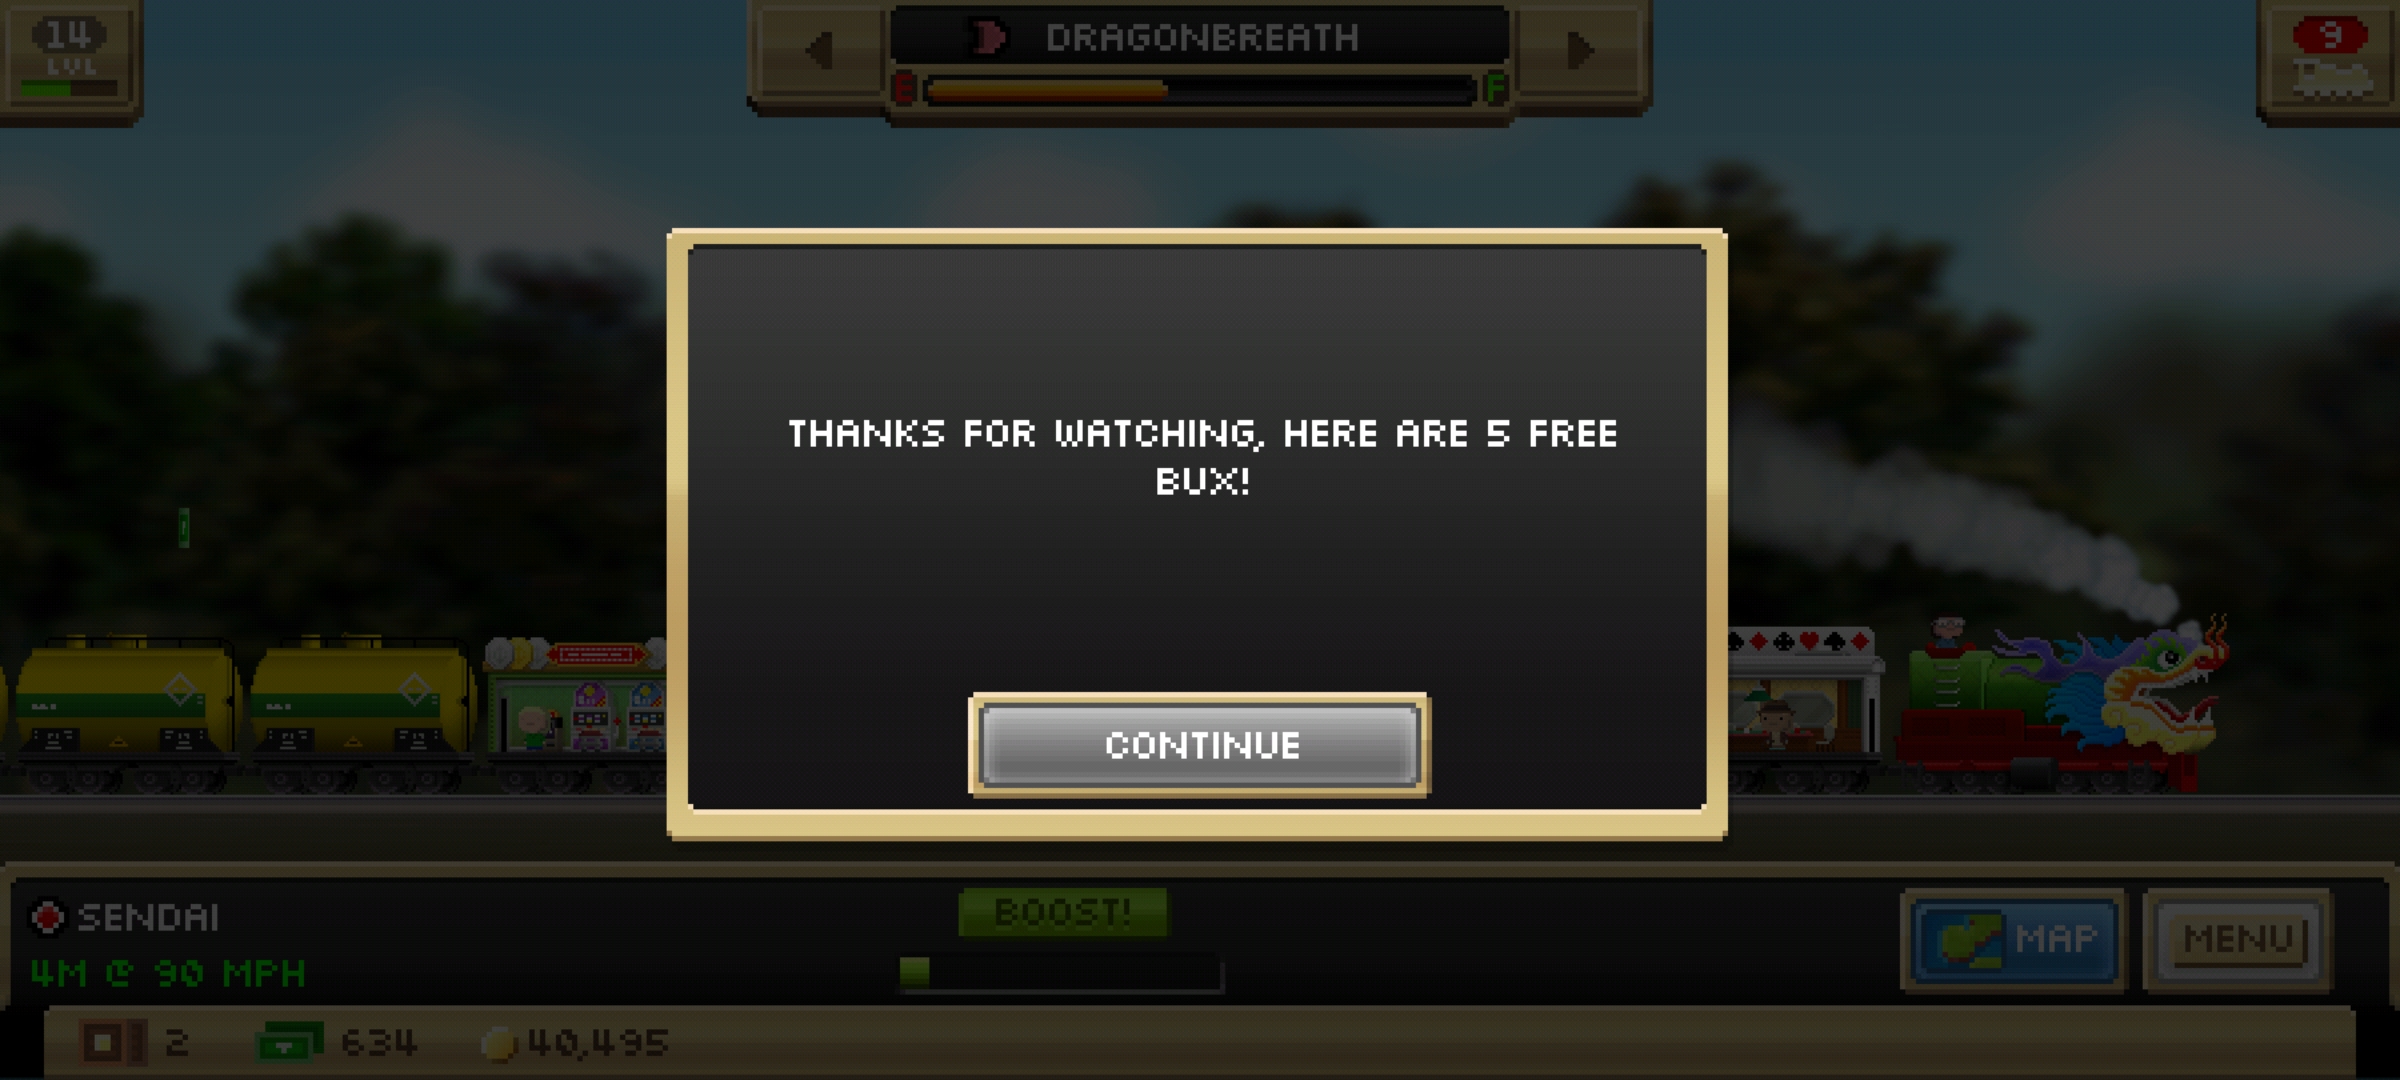 14
LVL
DRAGONBREATH
E
F
9
THANKS FOR WATCHING, HERE ARE 5 FREE
BUX!
CONTINUE
SENDAI
4M @ 90 MPH
BOOST!
MAP
MENU
2
634
40,495